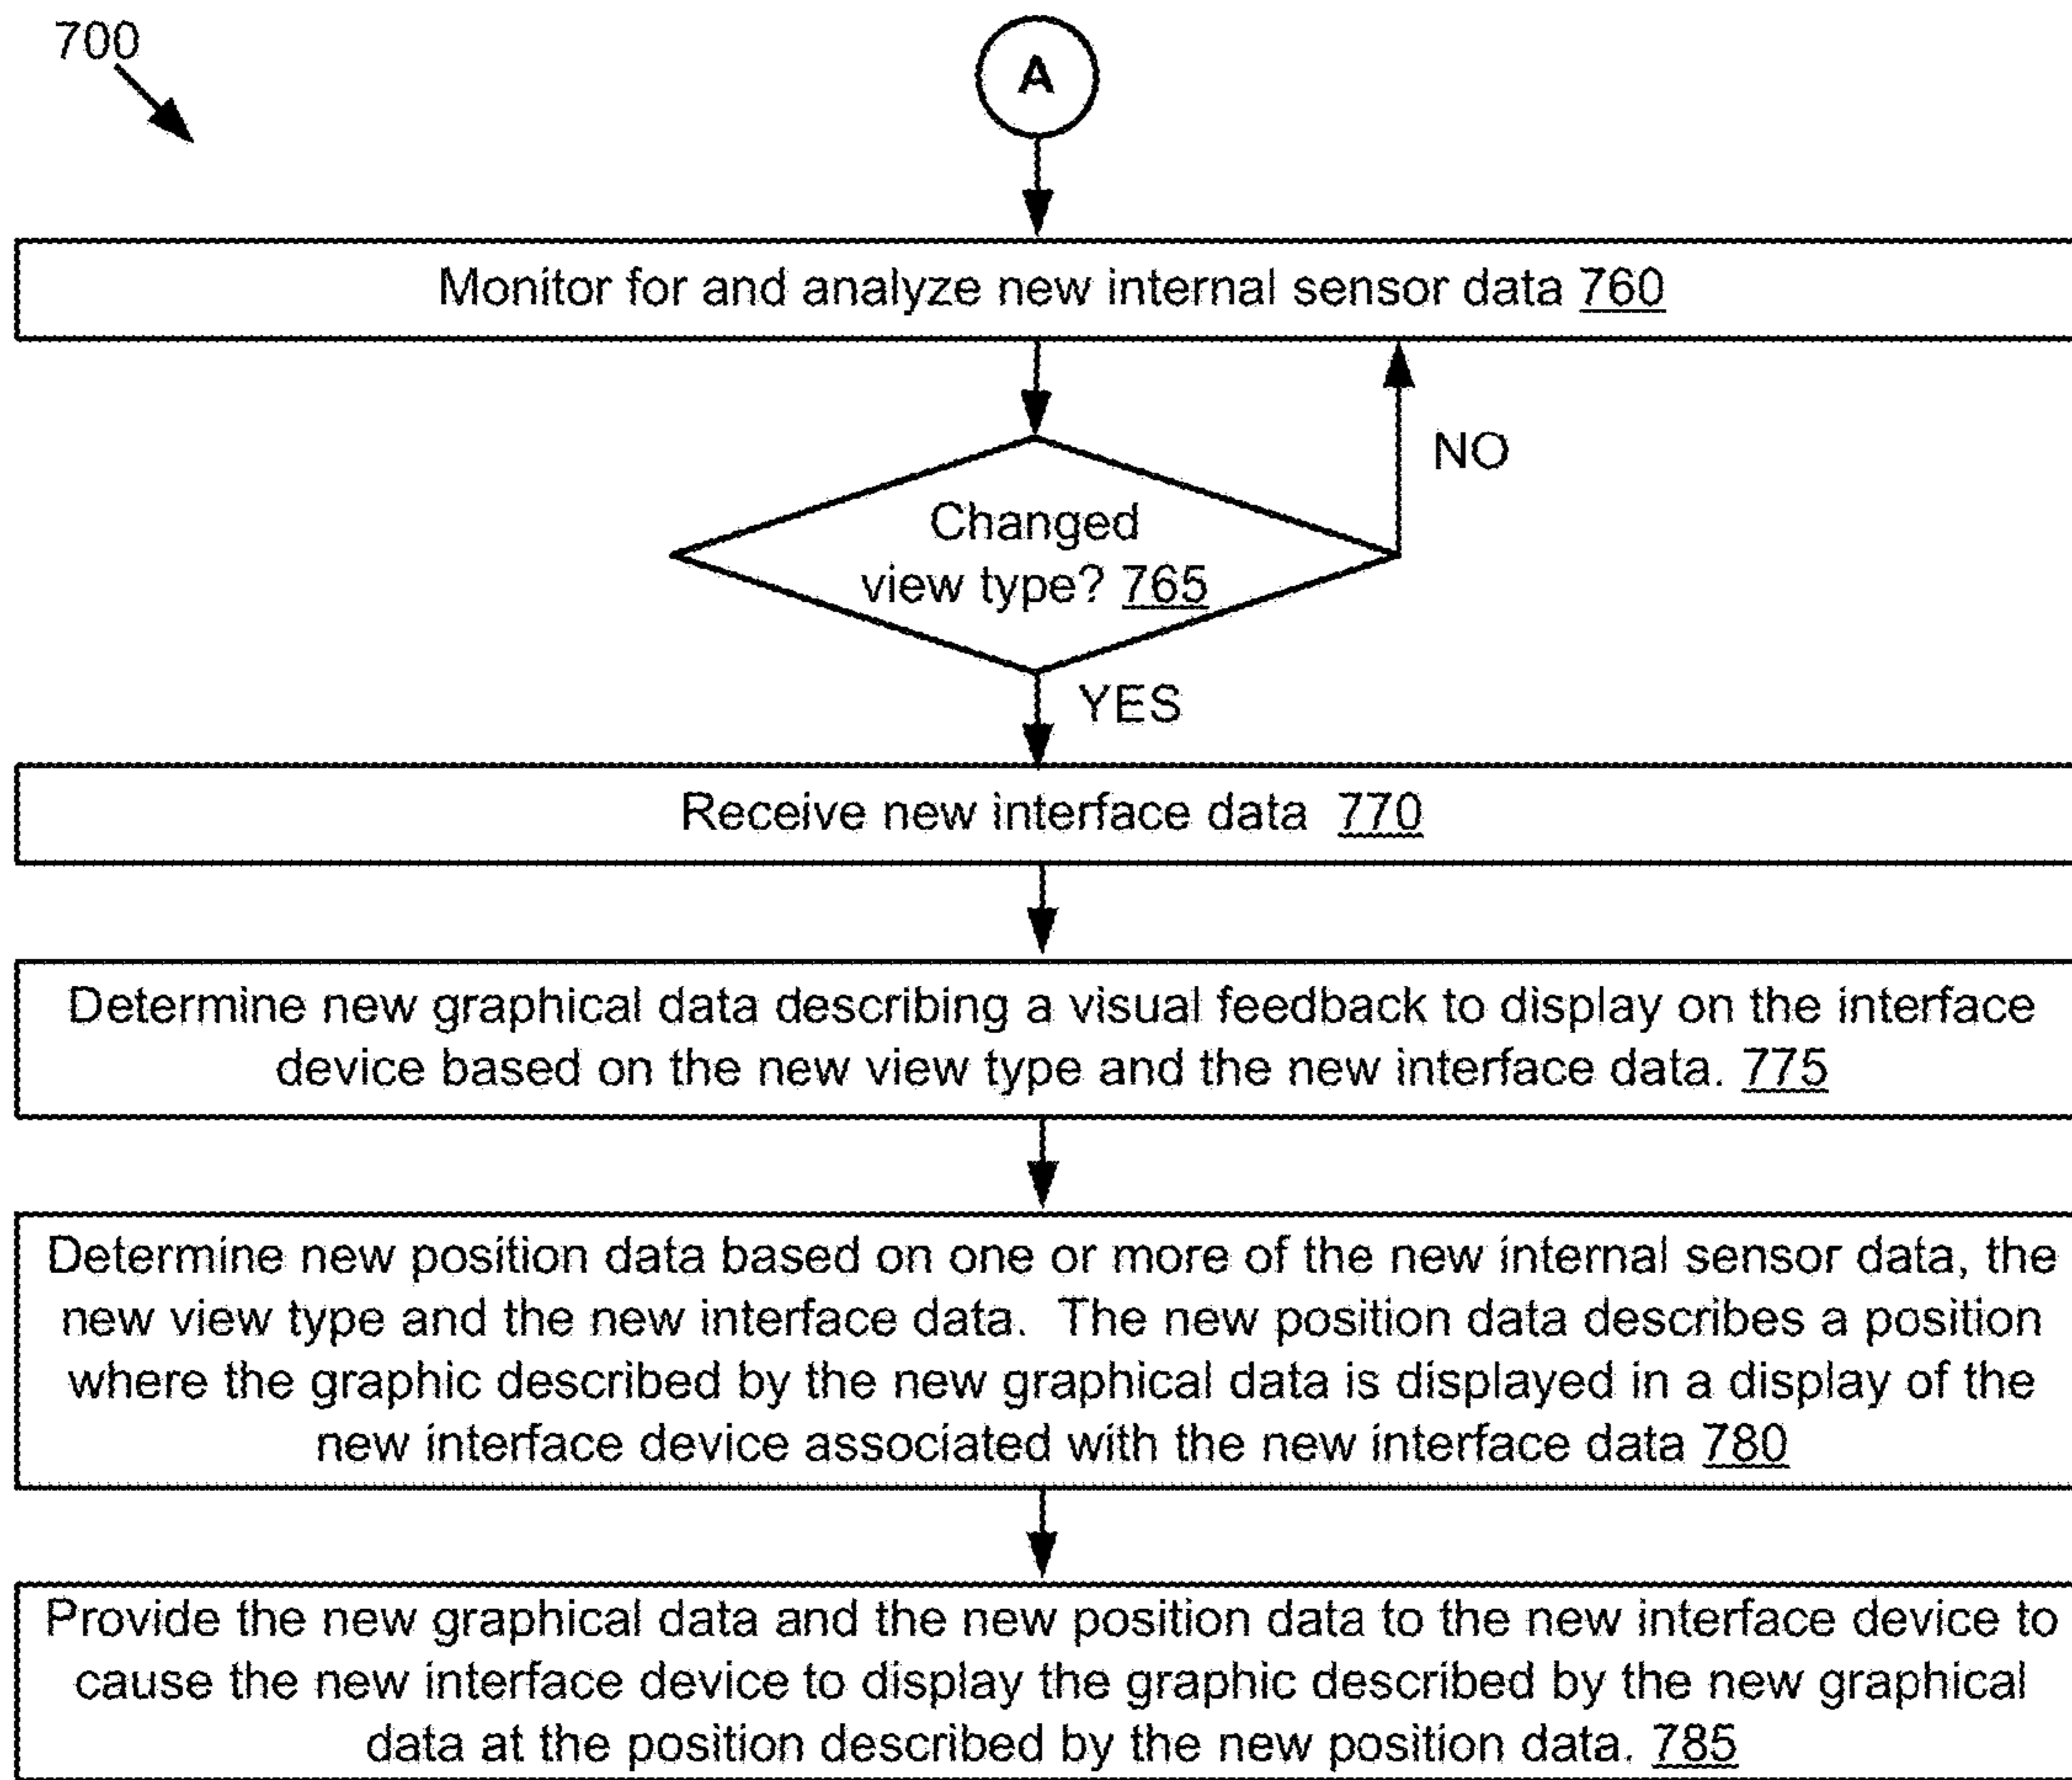 700
A
Monitor for and analyze new internal sensor data 760
NO
Changed
view type? 765
YES
Receive new interface data 770
Determine new graphical data describing a visual feedback to display on the interface
device based on the new view type and the new interface data. 775
Determine new position data based on one or more of the new internal sensor data, the
new view type and the new interface data. The new position data describes a position
where the graphic described by the new graphical data is displayed in a display of the
new interface device associated with the new interface data 780
Provide the new graphical data and the new position data to the new interface device to
cause the new interface device to display the graphic described by the new graphical
data at the position described by the new position data. 785